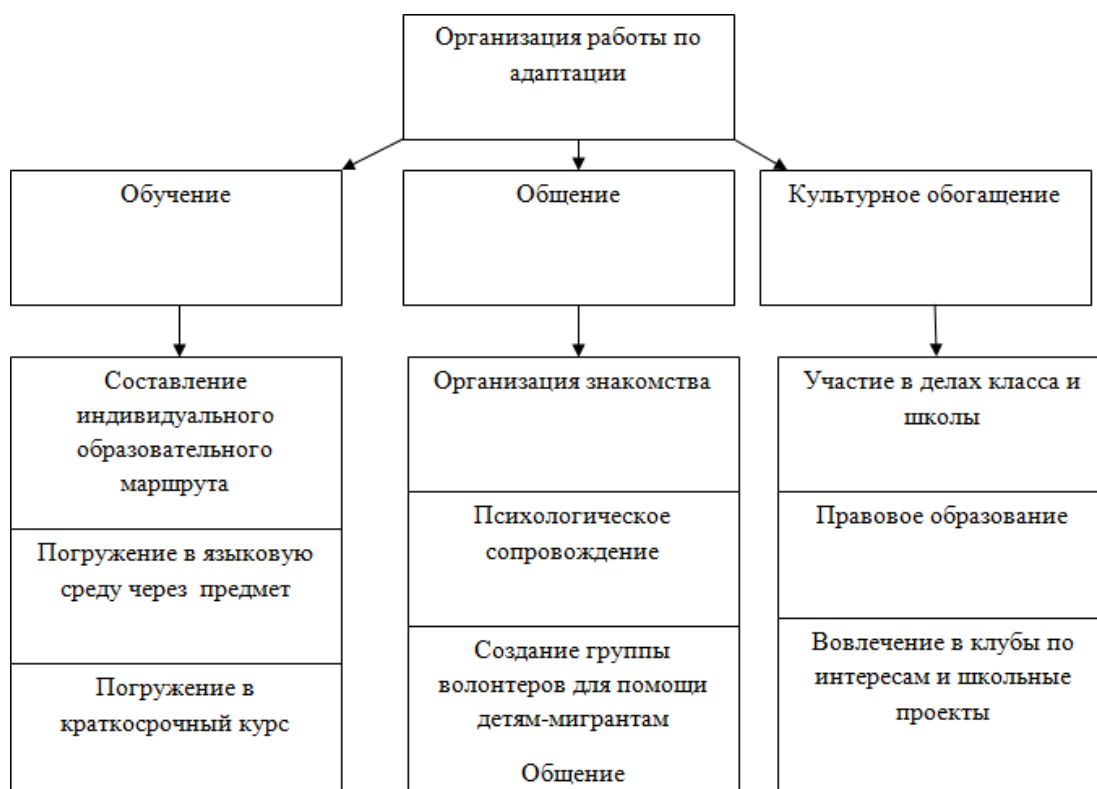 Организация работы по
адаптации
Обучение
Общение
Культурное обогащение
Составление
индивидуального
образовательного
маршрута
Погружение в языковую
среду через предмет
Погружение в
краткосрочный курс
Организация знакомства
Психологическое
сопровождение
Создание группы
волонтеров для помощи
детям-мигрантам
Общение
Участие в делах класса и
школы
Правовое образование
Вовлечение в клубы по
интересам и школьные
проекты